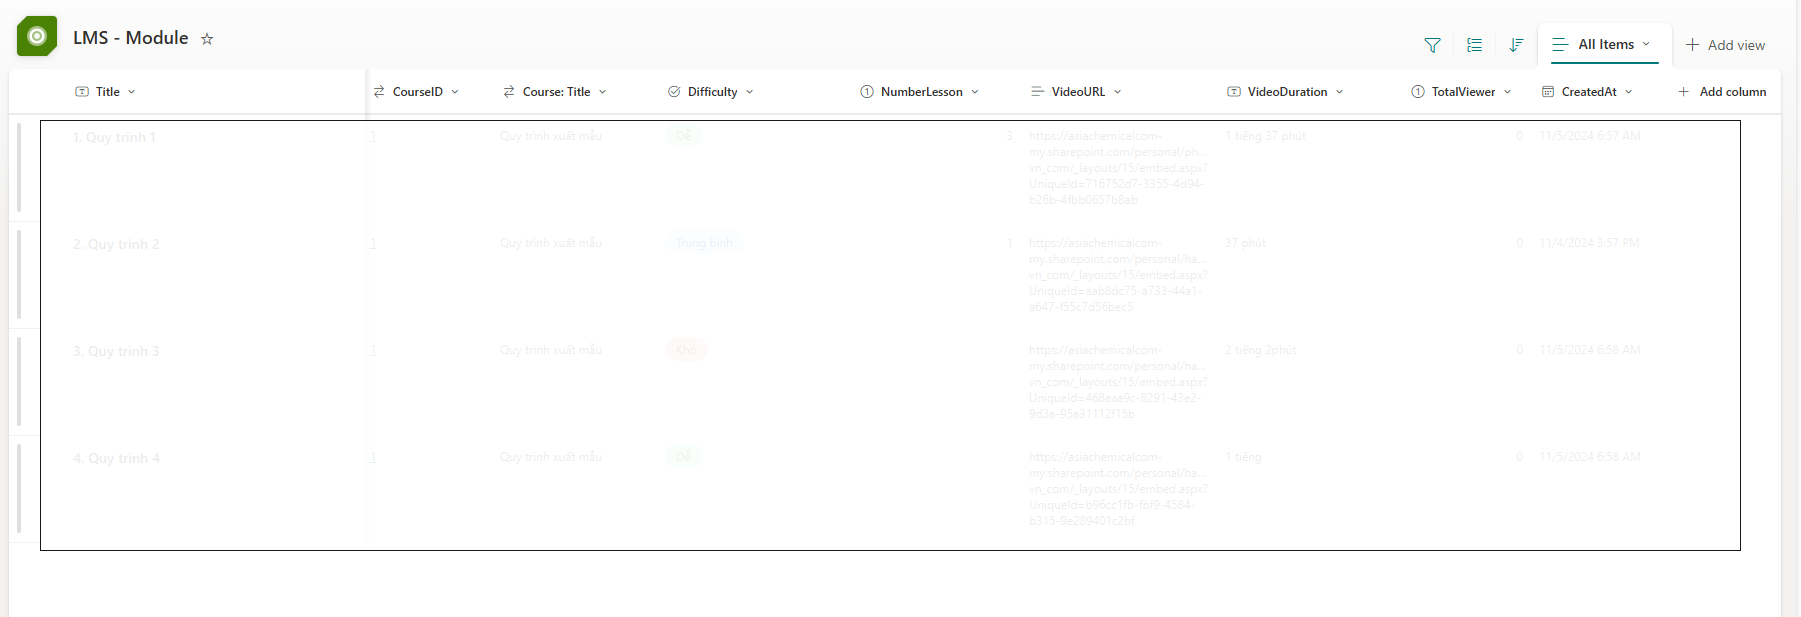 LMS - Module
All Items
Add view
Title
CourseID
Course: Title
Difficulty
NumberLesson
VideoURL
VideoDuration
TotalViewer
CreatedAt
Add column
1. Quy trình 1
1
Quy trình xuất mẫu
Dễ
3
https://asiachemicalcom-
my.sharepoint.com/personal/ph...
vn_com/_layouts/15/embed.aspx?
UniqueId=716752d7-3355-4d94-
b26b-4fbb0657b8ab
1 tiếng 37 phút
0
11/5/2024 6:57 AM
2. Quy trình 2
1
Quy trình xuất mẫu
Trung bình
1
https://asiachemicalcom-
my.sharepoint.com/personal/ha...
vn_com/_layouts/15/embed.aspx?
UniqueId=aab8dc75-a733-44a1-
a647-f55c7d56bec5
37 phút
0
11/4/2024 3:57 PM
3. Quy trình 3
1
Quy trình xuất mẫu
Khó
https://asiachemicalcom-
my.sharepoint.com/personal/ha...
vn_com/_layouts/15/embed.aspx?
UniqueId=468eaa9c-8291-43e2-
9d3a-95a31112f15b
2 tiếng 2phút
0
11/5/2024 6:58 AM
4. Quy trình 4
1
Quy trình xuất mẫu
Dễ
https://asiachemicalcom-
my.sharepoint.com/personal/ha...
vn_com/_layouts/15/embed.aspx?
UniqueId=b96cc1fb-fbf9-4584-
b315-9e289401c2bf
1 tiếng
0
11/5/2024 6:58 AM